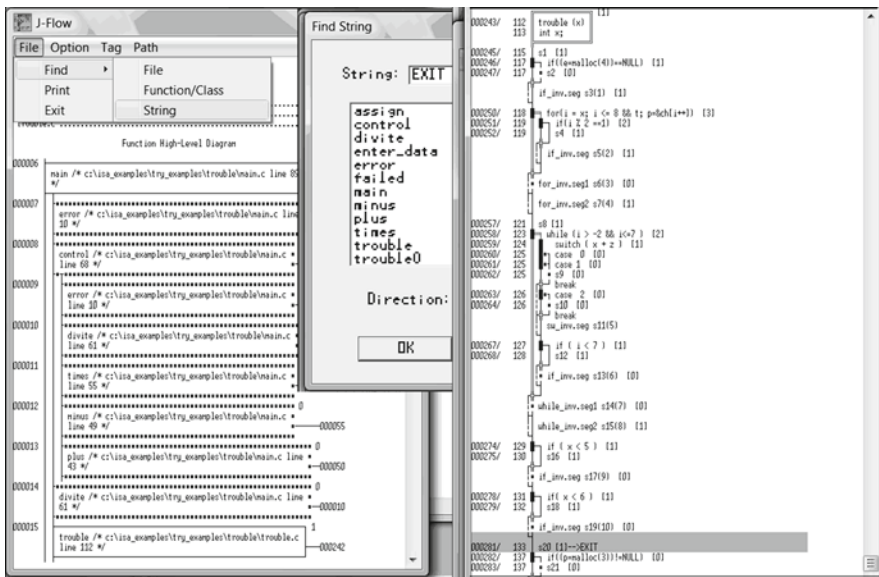 J-Flow
File Option Tag Path
Find
Print
Exit
File
Function/Class
String
Function High-Level Diagram
000006
main /* c:\isa_examples\try_examples\trouble\main.c line 89
*/
000007
error /* c:\isa_examples\try_examples\trouble\main.c line
10 */
000008
control /* c:\isa_examples\try_examples\trouble\main.c
line 68 */
000009
error /* c:\isa_examples\try_examples\trouble\main.c
line 10 */
000010
divite /* c:\isa_examples\try_examples\trouble\main.c
line 61 */
000011
times /* c:\isa_examples\try_examples\trouble\main.c
line 55 */
000012
0
minus /* c:\isa_examples\try_examples\trouble\main.c
line 49 */
000055
000013
0
plus /* c:\isa_examples\try_examples\trouble\main.c line
43 */
000050
000014
0
divite /* c:\isa_examples\try_examples\trouble\main.c line
61 */
000010
000015
1
trouble /* c:\isa_examples\try_examples\trouble\trouble.c
line 112 */
000242
Find String
String: EXIT
assign
control
divite
enter_data
error
failed
main
minus
plus
times
trouble
trouble0
Direction:
OK
[1]
000243/ 112 trouble (x)
113 int x;
000245/ 115 s1 [1]
000246/ 117 if((e=malloc(4))==NULL) [1]
000247/ 117 s2 [0]
if_inv.seg s3(1) [1]
000250/ 118 for(i = x; i <= 8 && t; p=&ch[i++]) [3]
000251/ 119 if(i % 2 ==1) [2]
000252/ 119 s4 [1]
if_inv.seg s5(2) [1]
for_inv.seg1 s6(3) [0]
for_inv.seg2 s7(4) [1]
000257/ 121 s8 [1]
000258/ 123 while (i > -2 && i<=7 ) [2]
000259/ 124 switch ( x + z ) [1]
000260/ 125 case 0 [0]
000261/ 125 case 1 [0]
000262/ 125 s9 [0]
break
000263/ 126 case 2 [0]
000264/ 126 s10 [0]
break
sw_inv.seg s11(5)
000267/ 127 if ( i < 7 ) [1]
000268/ 128 s12 [1]
if_inv.seg s13(6) [0]
while_inv.seg1 s14(7) [0]
while_inv.seg2 s15(8) [1]
000274/ 129 if ( x < 5 ) [1]
000275/ 130 s16 [1]
if_inv.seg s17(9) [0]
000278/ 131 if( x < 6 ) [1]
000279/ 132 s18 [1]
if_inv.seg s19(10) [0]
000281/ 133 s20 [1]-->EXIT
000282/ 137 if((p=malloc(3))!=NULL) [0]
000283/ 137 s21 [0]